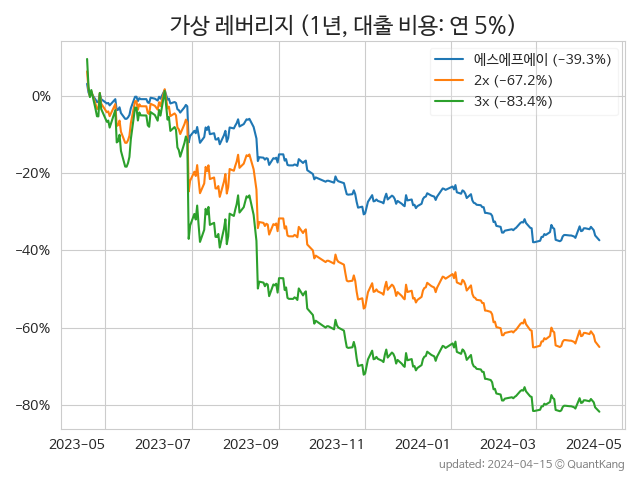 가상 레버리지 (1년, 대출 비용: 연 5%)
에스에프에이 (−39.3%)
2x (−67.2%)
3x (−83.4%)
0%
−20%
−40%
−60%
−80%
2023-05 2023-07 2023-09 2023-11 2024-01 2024-03 2024-05
updated: 2024-04-15 © QuantKang